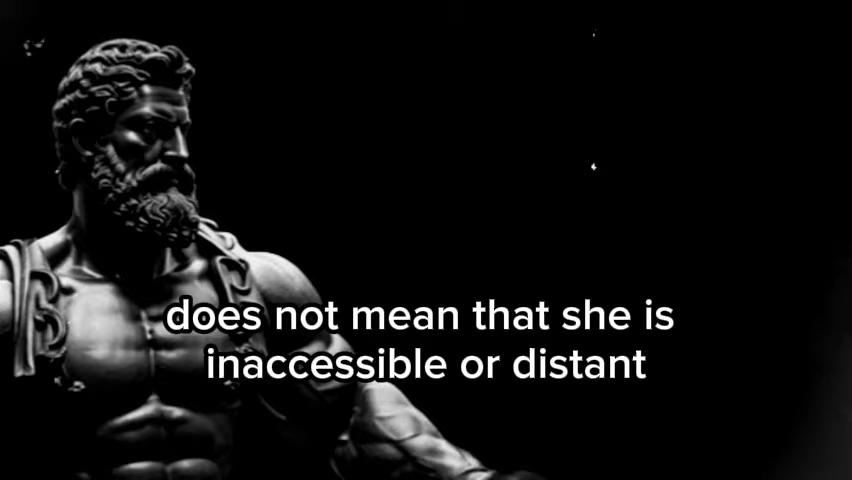 does not mean that she is
inaccessible or distant